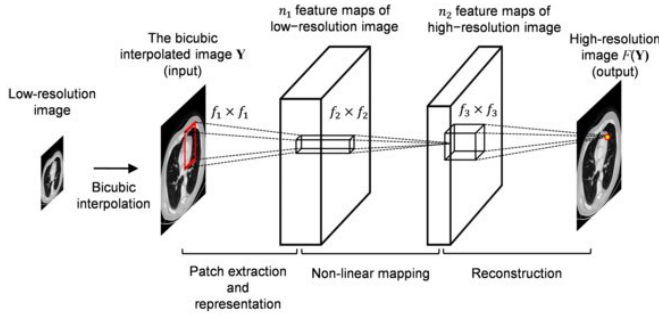 Low-resolution
image
Bicubic
interpolation
The bicubic
interpolated image Y
(input)
f₁ × f₁
n₁ feature maps of
low−resolution image
f₂ × f₂
n₂ feature maps of
high-resolution image
f₃ × f₃
High-resolution
image F(Y)
(output)
Patch extraction
and
representation
Non-linear mapping
Reconstruction